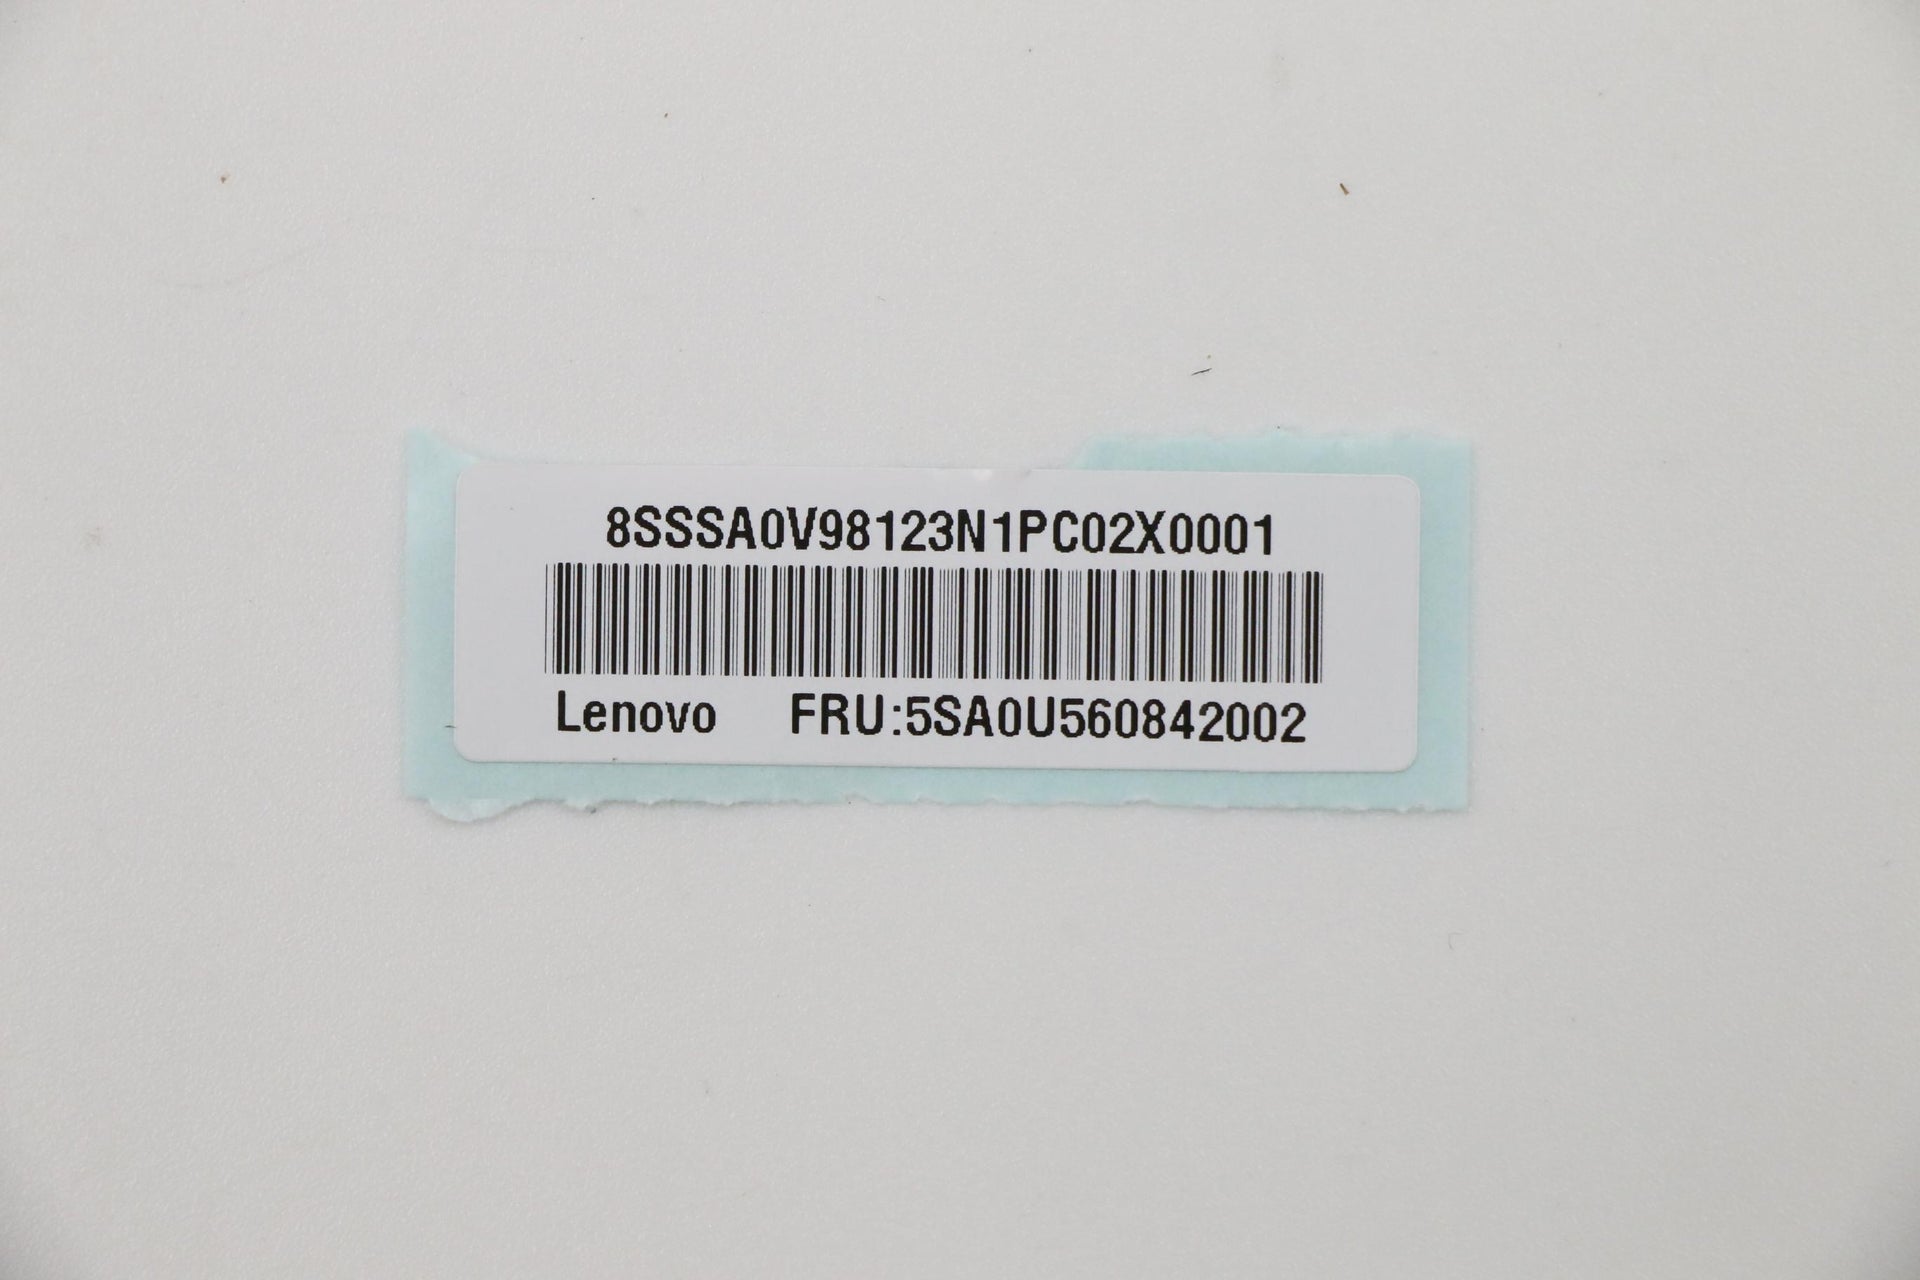 8SSSA0V98123N1PC02X0001
Lenovo FRU:5SA0U560842002